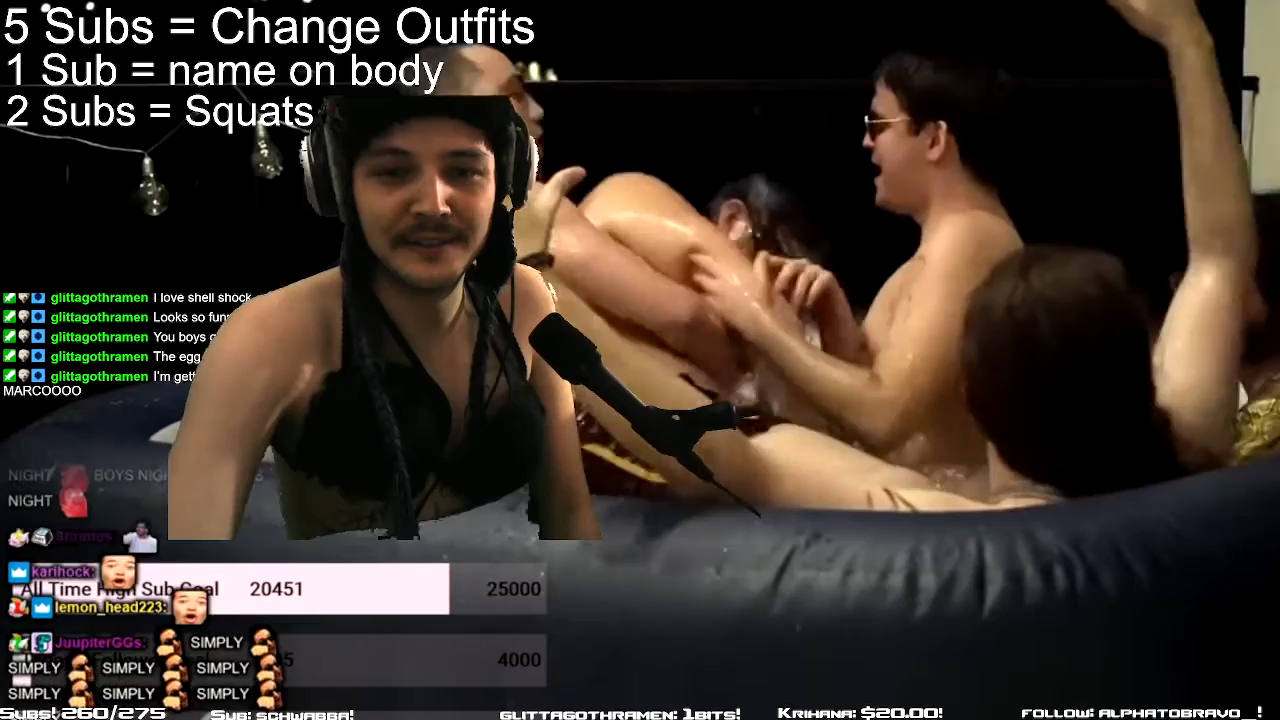 5 Subs = Change Outfits
1 Sub = name on body
2 Subs = Squats
glittagothramen I love shell shock
glittagothramen Looks so
glittagothramen You boys
glittagothramen The egg
glittagothramen I'm
MARCOOOO
NIGHT BOYS
NIGHT
karihock:
All Time High Sub Goal 20451 25000
lemon_head223:
JuupiterGGs: SIMPLY
SIMPLY SIMPLY SIMPLY
4000
SIMPLY SIMPLY SIMPLY
Subs: 260/275 Sub: schwabba! glittagothramen: 1bits! Krihana: $20.00! follow: alphatobravo_!